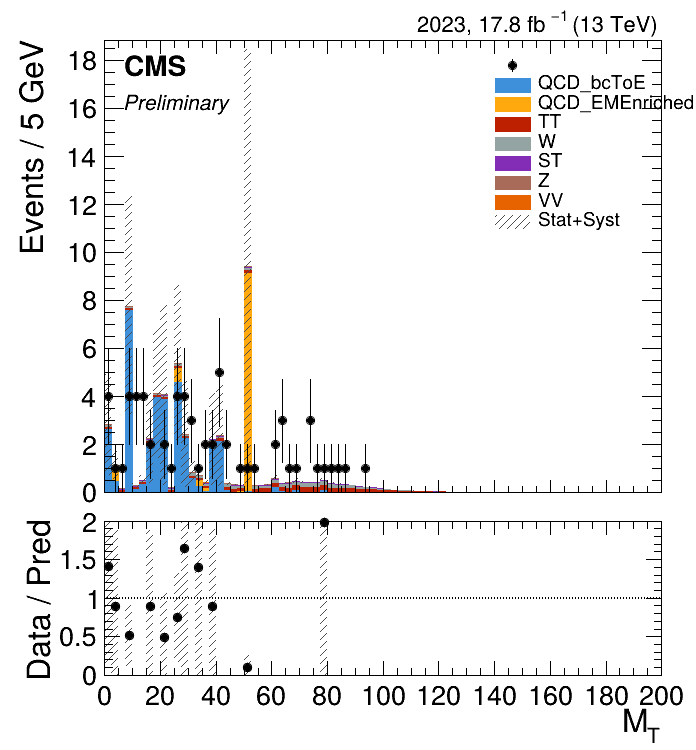 2023, 17.8 fb⁻¹ (13 TeV)
CMS
Preliminary
QCD_bcToE
QCD_EMEnriched
TT
W
ST
Z
VV
Stat+Syst
Events / 5 GeV
18
16
14
12
10
8
6
4
2
0
Data / Pred
2
1.5
1
0.5
0
0 20 40 60 80 100 120 140 160 180 200
M_T